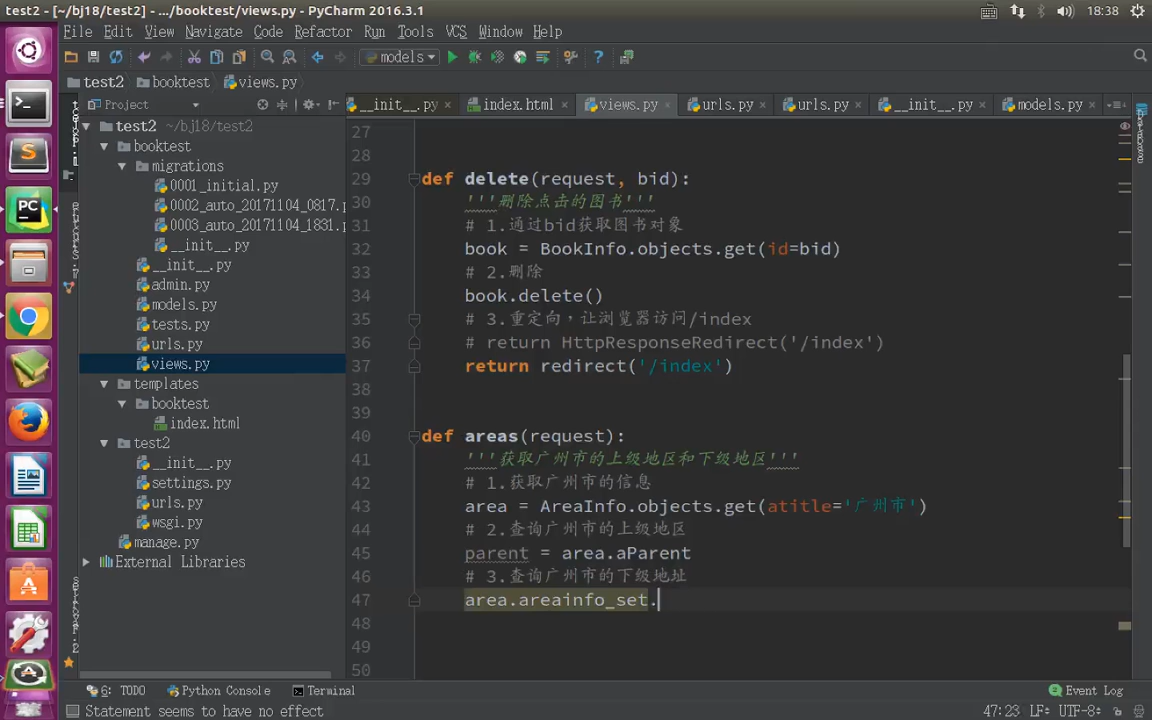 test2 - [~/bj18/test2] - .../booktest/views.py - PyCharm 2016.3.1
18:38
File Edit View Navigate Code Refactor Tools VCS Window Help
models
test2 booktest views.py
Project
__init__.py index.html views.py urls.py urls.py __init__.py models.py
test2 ~/bj18/test2
booktest
migrations
0001_initial.py
0002_auto_20171104_0817.p
0003_auto_20171104_1831.p
__init__.py
__init__.py
admin.py
models.py
tests.py
urls.py
views.py
templates
booktest
index.html
test2
__init__.py
settings.py
urls.py
wsgi.py
manage.py
External Libraries
27
28
29 def delete(request, bid):
30 '''删除点击的图书'''
31 # 1.通过bid获取图书对象
32 book = BookInfo.objects.get(id=bid)
33 # 2.删除
34 book.delete()
35 # 3.重定向，让浏览器访问/index
36 # return HttpResponseRedirect('/index')
37 return redirect('/index')
38
39
40 def areas(request):
41 '''获取广州市的上级地区和下级地区'''
42 # 1.获取广州市的信息
43 area = AreaInfo.objects.get(atitle='广州市')
44 # 2.查询广州市的上级地区
45 parent = area.aParent
46 # 3.查询广州市的下级地址
47 area.areainfo_set.
48
49
50
6: TODO Python Console Terminal Event Log
Statement seems to have no effect 47:23 LF÷ UTF-8÷